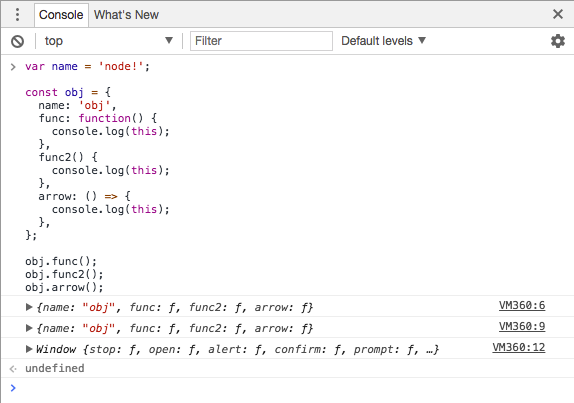 Console What's New
top Filter Default levels
var name = 'node!';
const obj = {
name: 'obj',
func: function() {
console.log(this);
},
func2() {
console.log(this);
},
arrow: () => {
console.log(this);
},
};
obj.func();
obj.func2();
obj.arrow();
{name: "obj", func: ƒ, func2: ƒ, arrow: ƒ} VM360:6
{name: "obj", func: ƒ, func2: ƒ, arrow: ƒ} VM360:9
Window {stop: ƒ, open: ƒ, alert: ƒ, confirm: ƒ, prompt: ƒ, …} VM360:12
undefined